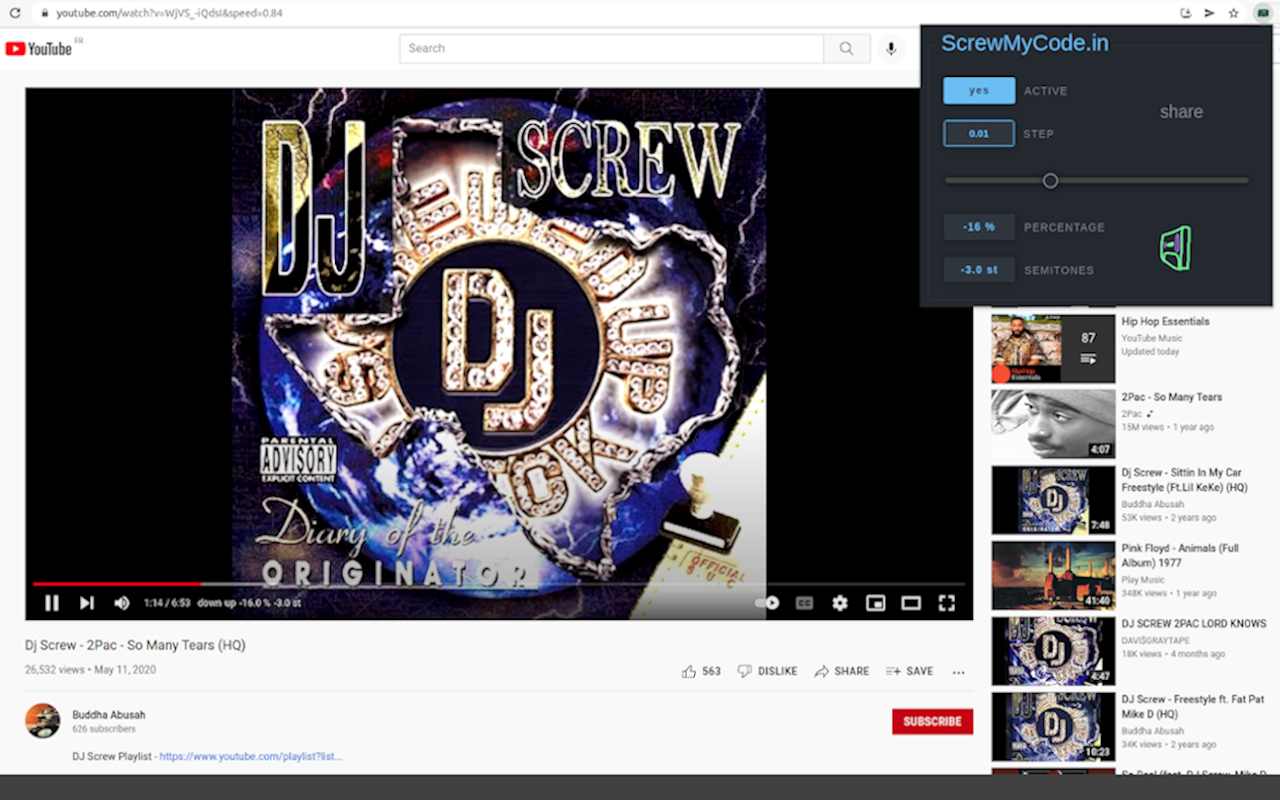 youtube.com/watch?v=WjVS_-iQdsI&speed=0.84
YouTube FR
Search
ScrewMyCode.in
yes ACTIVE
share
0.01 STEP
-16 % PERCENTAGE
-3.0 st SEMITONES
DJ SCREW
SCREWED UP CLICK
DJ
PARENTAL
ADVISORY
EXPLICIT CONTENT
Diary of the
ORIGINATOR
OFFICIAL
S.U.C
1:14 / 6:53 down up -16.0 % -3.0 st
CC
Dj Screw - 2Pac - So Many Tears (HQ)
26,532 views • May 11, 2020
563 DISLIKE SHARE SAVE ...
Buddha Abusah
626 subscribers
SUBSCRIBE
DJ Screw Playlist - https://www.youtube.com/playlist?list...
87
HipHop
Essentials
Hip Hop Essentials
YouTube Music
Updated today
4:07
2Pac - So Many Tears
2Pac
15M views • 1 year ago
7:48
Dj Screw - Sittin In My Car
Freestyle (Ft.Lil KeKe) (HQ)
Buddha Abusah
53K views • 2 years ago
41:40
Pink Floyd - Animals (Full
Album) 1977
Play Music
348K views • 1 year ago
4:47
DJ SCREW 2PAC LORD KNOWS
DAVI$GRAYTAPE
18K views • 4 months ago
10:23
DJ Screw - Freestyle ft. Fat Pat
Mike D (HQ)
Buddha Abusah
34K views • 2 years ago